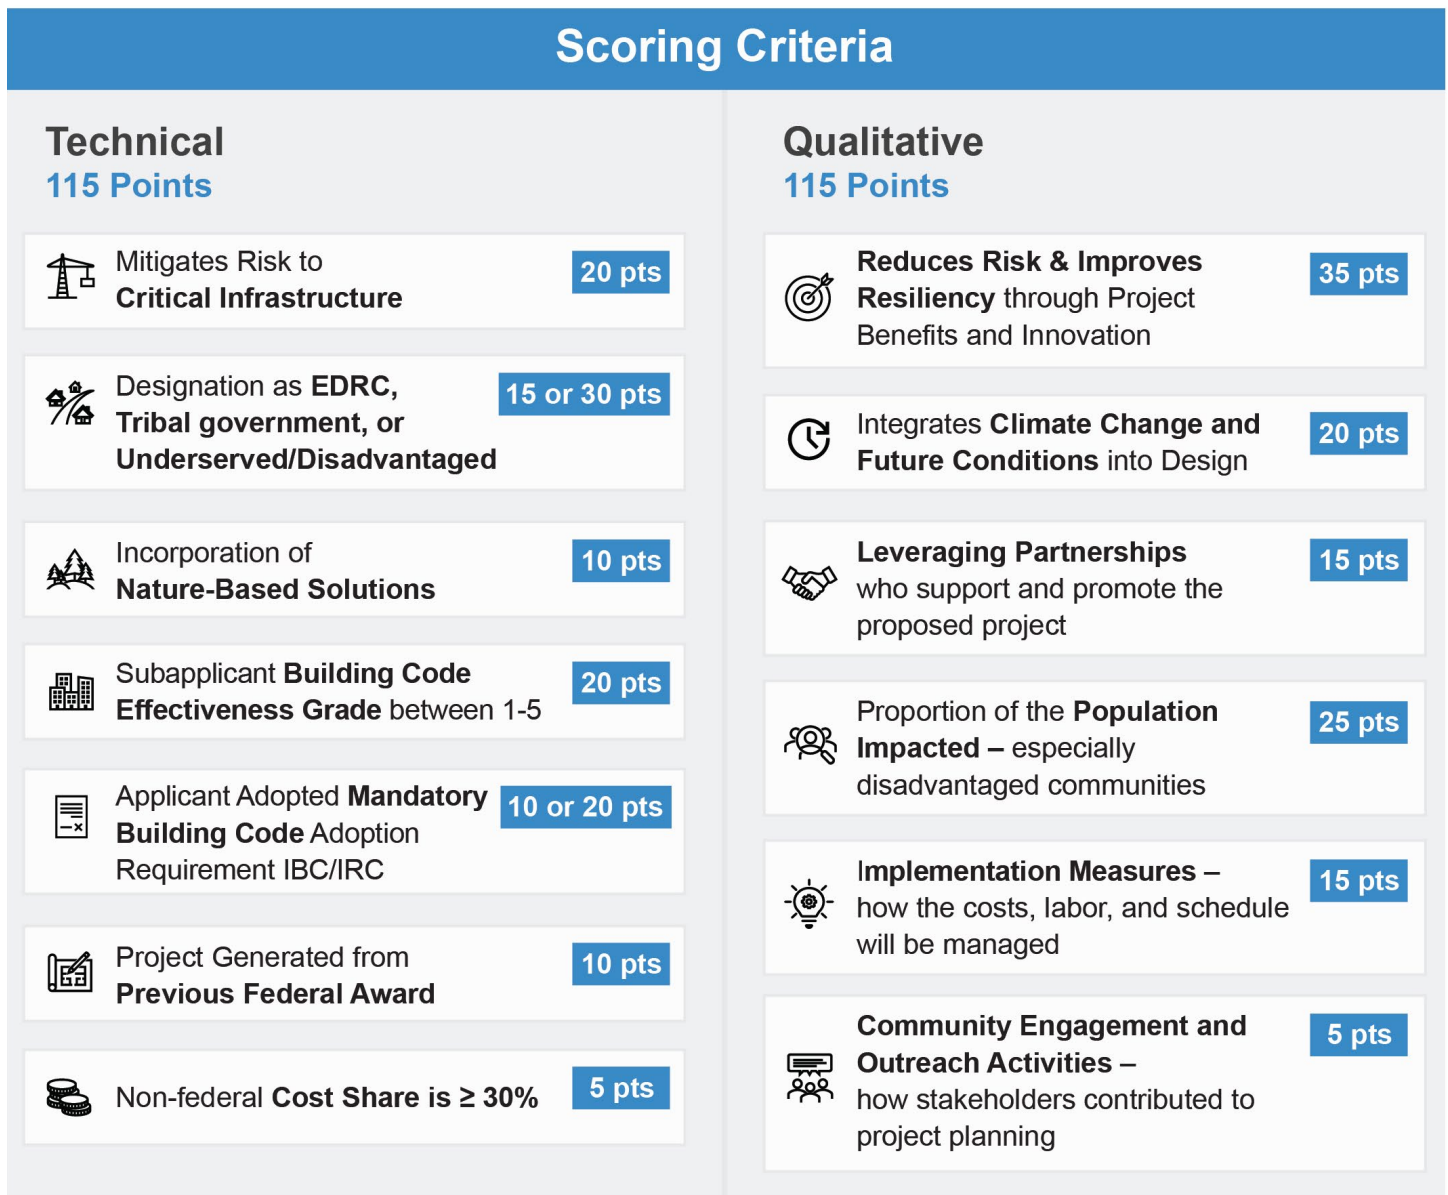 Scoring Criteria
Technical
115 Points
Mitigates Risk to
Critical Infrastructure
20 pts
Designation as EDRC,
Tribal government, or
Underserved/Disadvantaged
15 or 30 pts
Incorporation of
Nature-Based Solutions
10 pts
Subapplicant Building Code
Effectiveness Grade between 1-5
20 pts
Applicant Adopted Mandatory
Building Code Adoption
Requirement IBC/IRC
10 or 20 pts
Project Generated from
Previous Federal Award
10 pts
Non-federal Cost Share is ≥ 30%
5 pts
Qualitative
115 Points
Reduces Risk & Improves
Resiliency through Project
Benefits and Innovation
35 pts
Integrates Climate Change and
Future Conditions into Design
20 pts
Leveraging Partnerships
who support and promote the
proposed project
15 pts
Proportion of the Population
Impacted – especially
disadvantaged communities
25 pts
Implementation Measures –
how the costs, labor, and schedule
will be managed
15 pts
Community Engagement and
Outreach Activities –
how stakeholders contributed to
project planning
5 pts